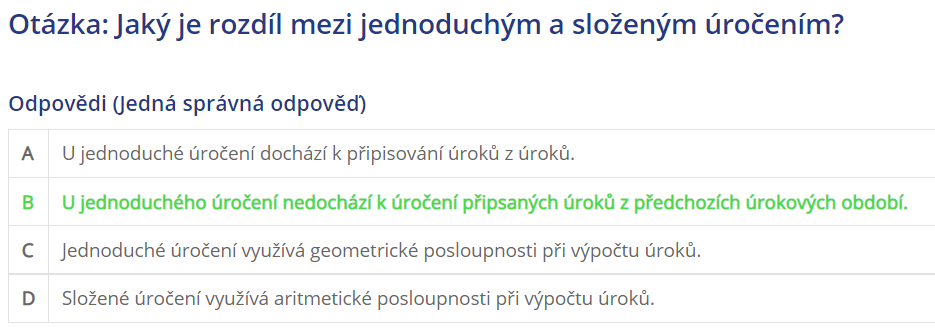 Otázka: Jaký je rozdíl mezi jednoduchým a složeným úročením?
Odpovědi (Jedná správná odpověď)
A U jednoduché úročení dochází k připisování úroků z úroků.
B U jednoduchého úročení nedochází k úročení připsaných úroků z předchozích úrokových období.
C Jednoduché úročení využívá geometrické posloupnosti při výpočtu úroků.
D Složené úročení využívá aritmetické posloupnosti při výpočtu úroků.